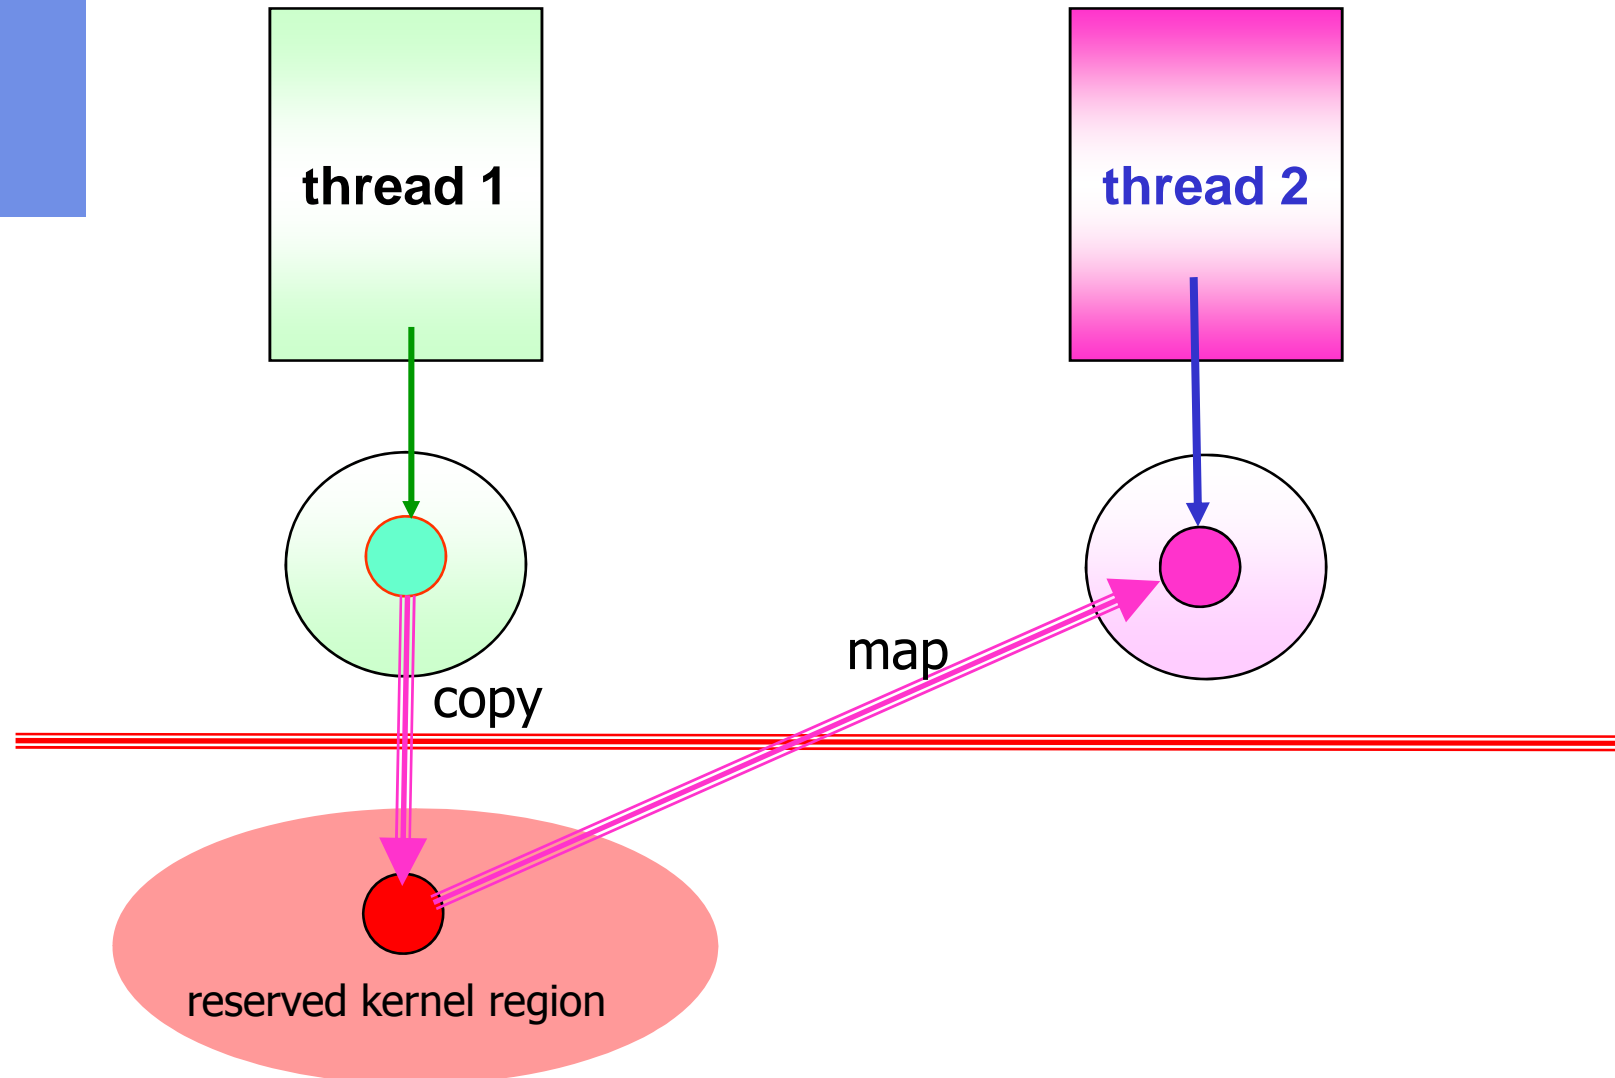 thread 1
thread 2
map
copy
reserved kernel region